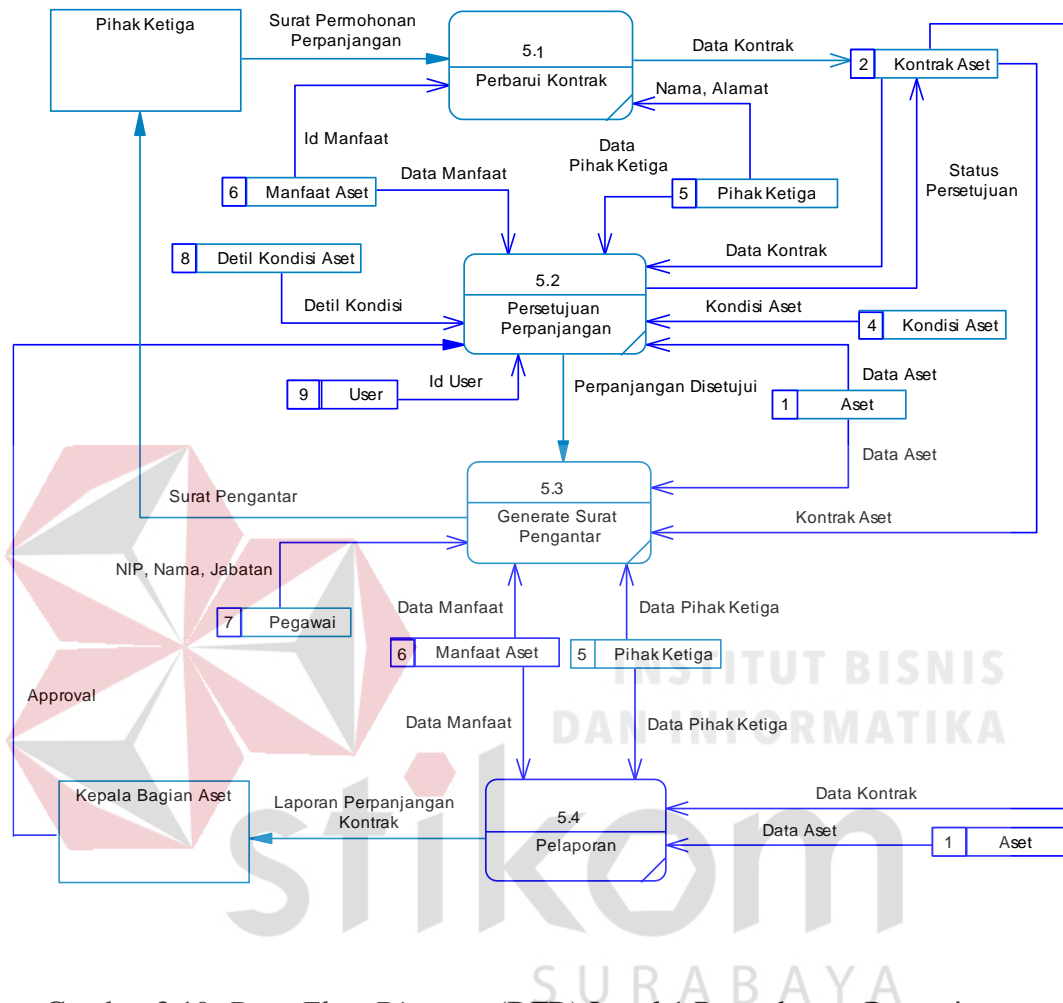 Pihak Ketiga
Surat Permohonan
Perpanjangan
5.1
Perbarui Kontrak
Data Kontrak
2 Kontrak Aset
Nama, Alamat
Id Manfaat
Data
Pihak Ketiga
Data Manfaat
6 Manfaat Aset
5 Pihak Ketiga
Status
Persetujuan
8 Detil Kondisi Aset
Data Kontrak
5.2
Persetujuan
Perpanjangan
Detil Kondisi
Kondisi Aset
4 Kondisi Aset
9 User
Id User
Perpanjangan Disetujui
Data Aset
1 Aset
Data Aset
Surat Pengantar
5.3
Generate Surat
Pengantar
Kontrak Aset
NIP, Nama, Jabatan
7 Pegawai
Data Manfaat
Data Pihak Ketiga
6 Manfaat Aset
5 Pihak Ketiga
INSTITUT BISNIS
DAN INFORMATIKA
Approval
Data Manfaat
Data Pihak Ketiga
Kepala Bagian Aset
Laporan Perpanjangan
Kontrak
5.4
Pelaporan
Data Kontrak
Data Aset
1 Aset
stikom
SURABAYA